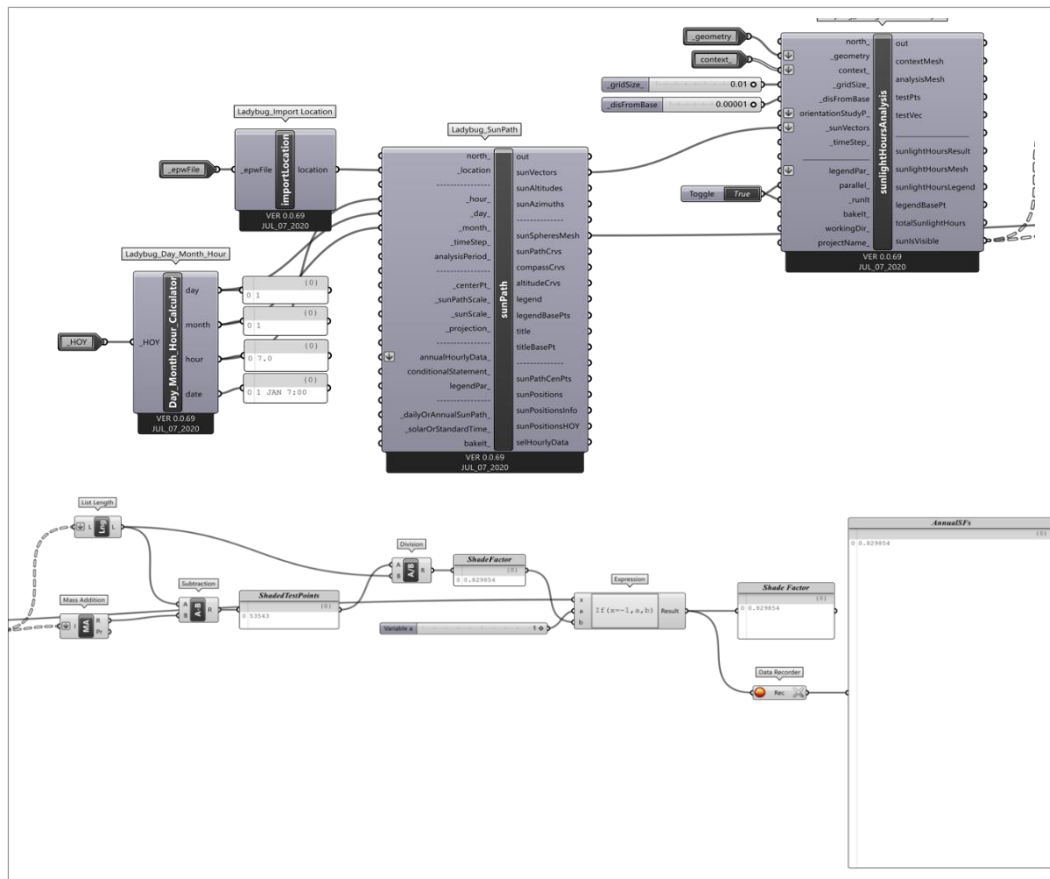 Ladybug_Import Location
_epwFile
_epwFile
importLocation
location
VER 0.0.69
JUL_07_2020
Ladybug_Day_Month_Hour
_HOY
_HOY
Day_Month_Hour_Calculator
day
month
hour
date
VER 0.0.69
JUL_07_2020
{0}
0 1
{0}
0 1
{0}
0 7.0
{0}
0 1 JAN 7:00
Ladybug_SunPath
north_
_location
_hour_
_day_
_month_
_timeStep_
analysisPeriod_
_centerPt_
_sunPathScale_
_sunScale_
_projection_
annualHourlyData_
conditionalStatement_
legendPar_
_dailyOrAnnualSunPath_
_solarOrStandardTime_
bakeIt_
sunPath
out
sunVectors
sunAltitudes
sunAzimuths
sunSpheresMesh
sunPathCrvs
compassCrvs
altitudeCrvs
legend
legendBasePts
title
titleBasePt
sunPathCenPts
sunPositions
sunPositionsInfo
sunPositionsHOY
selHourlyData
VER 0.0.69
JUL_07_2020
_geometry
context_
_gridSize_
0.01
_disFromBase
0.00001
Toggle
True
north_
_geometry
context_
_gridSize_
_disFromBase
orientationStudyP_
_sunVectors
_timeStep_
legendPar_
parallel_
_runIt
bakeIt_
workingDir_
projectName_
sunlightHoursAnalysis
out
contextMesh
analysisMesh
testPts
testVec
sunlightHoursResult
sunlightHoursMesh
sunlightHoursLegend
legendBasePt
totalSunlightHours
sunIsVisible
VER 0.0.69
JUL_07_2020
List Length
L
Lng
L
Mass Addition
I
MA
R
Pr
Subtraction
A
B
A-B
R
ShadedTestPoints
{0}
0 53543
Division
A
B
A/B
R
ShadeFactor
{0}
0 0.829854
Variable a
1
Expression
x
a
b
If(x=-1,a,b)
Result
Shade Factor
{0}
0 0.829854
Data Recorder
Rec
AnnualSFs
{0}
0 0.829854